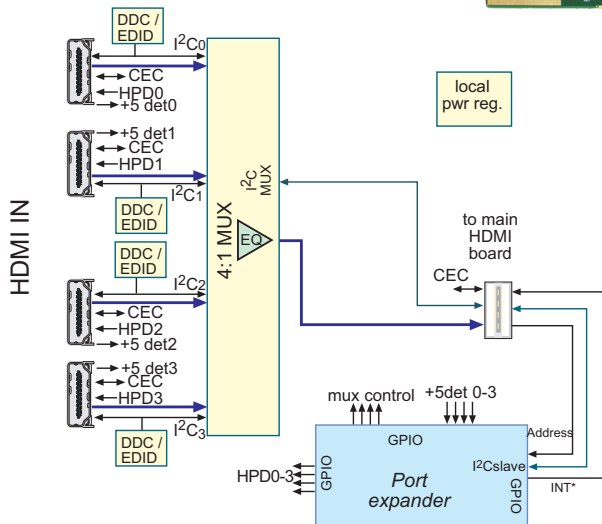 DDC /
EDID
I²C0
CEC
HPD0
+5 det0
+5 det1
CEC
HPD1
I²C1
DDC /
EDID
DDC /
EDID
I²C2
CEC
HPD2
+5 det2
+5 det3
CEC
HPD3
I²C3
DDC /
EDID
HDMI IN
4:1 MUX
EQ
I²C
MUX
local
pwr reg.
to main
HDMI
board
CEC
mux control
+5det 0-3
GPIO
Address
I²Cslave
HPD0-3
GPIO
Port
expander
GPIO
INT*